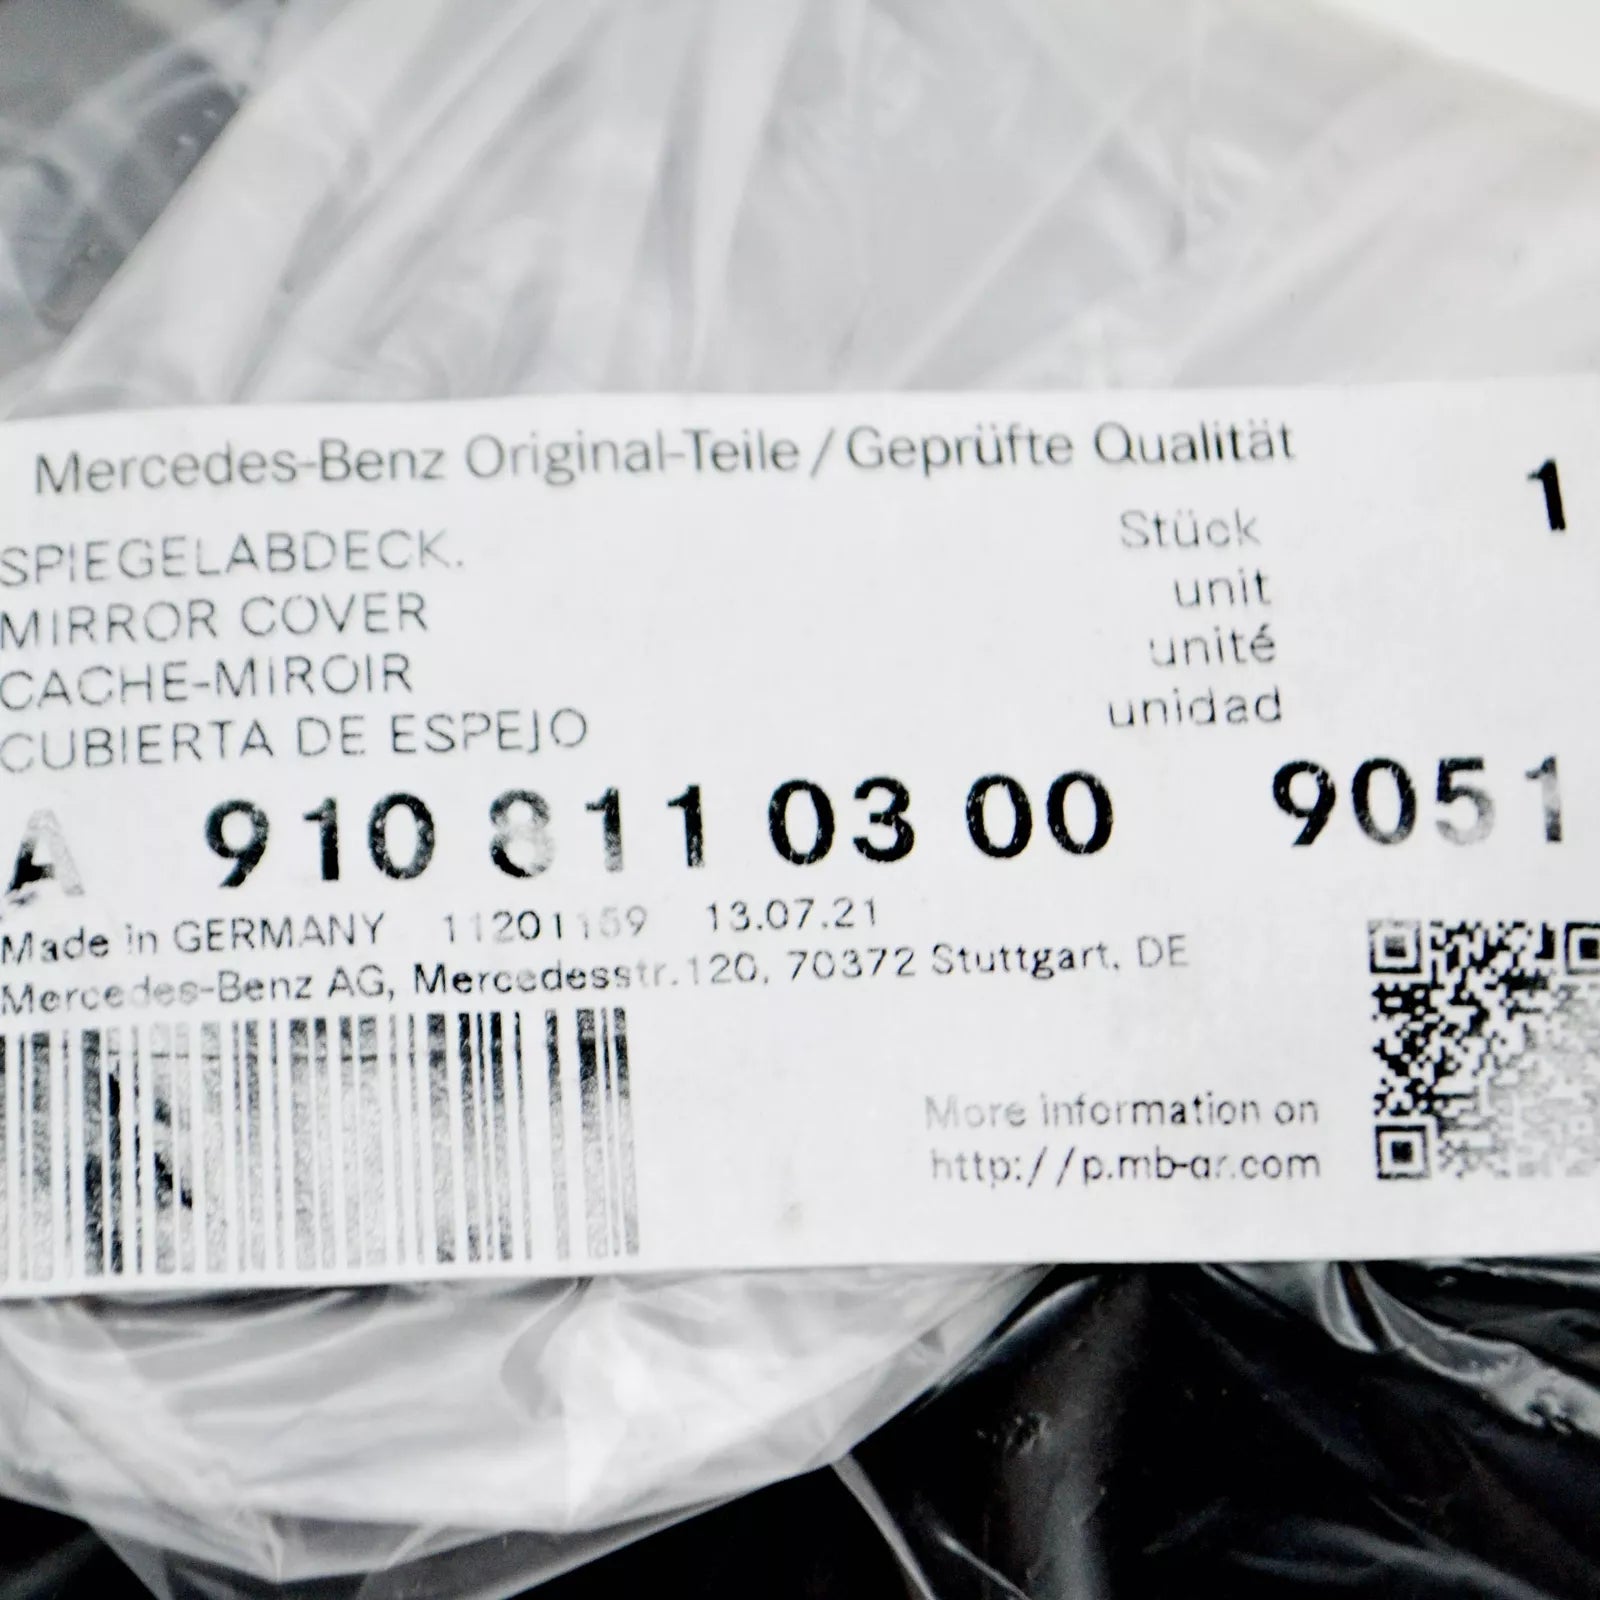 Mercedes-Benz Original-Teile / Geprüfte Qualität
1
SPIEGELABDECK.
MIRROR COVER
CACHE-MIROIR
CUBIERTA DE ESPEJO
Stück
unit
unité
unidad
A 910 811 03 00 9051
Made in GERMANY 11201159 13.07.21
Mercedes-Benz AG, Mercedesstr.120, 70372 Stuttgart, DE
More information on
http://p.mb-qr.com